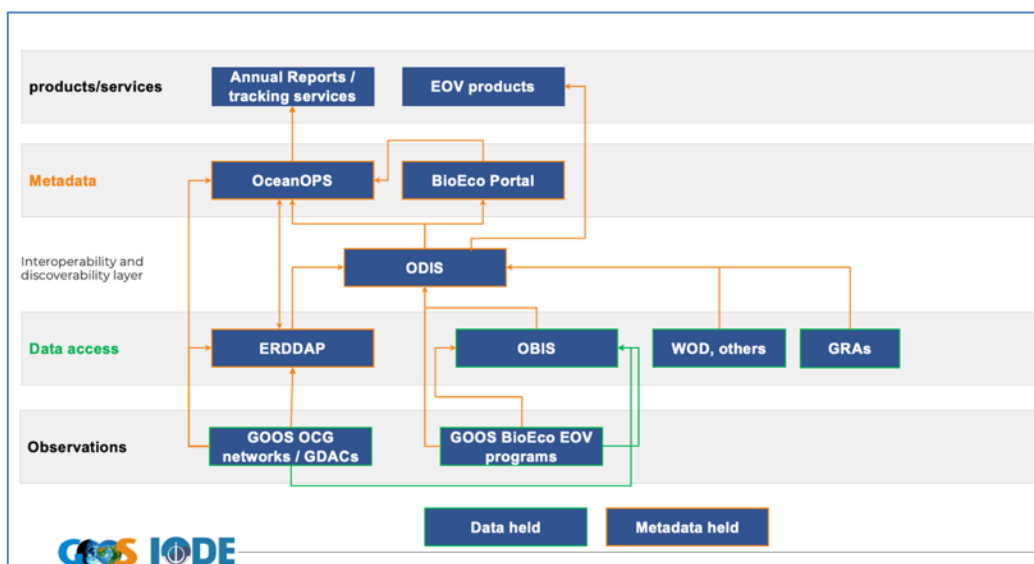 products/services
Annual Reports /
tracking services
EOV products
Metadata
OceanOPS
BioEco Portal
Interoperability and
discoverability layer
ODIS
Data access
ERDDAP
OBIS
WOD, others
GRAs
Observations
GOOS OCG
networks / GDACs
GOOS BioEco EOV
programs
Data held
Metadata held
GOOS IODE